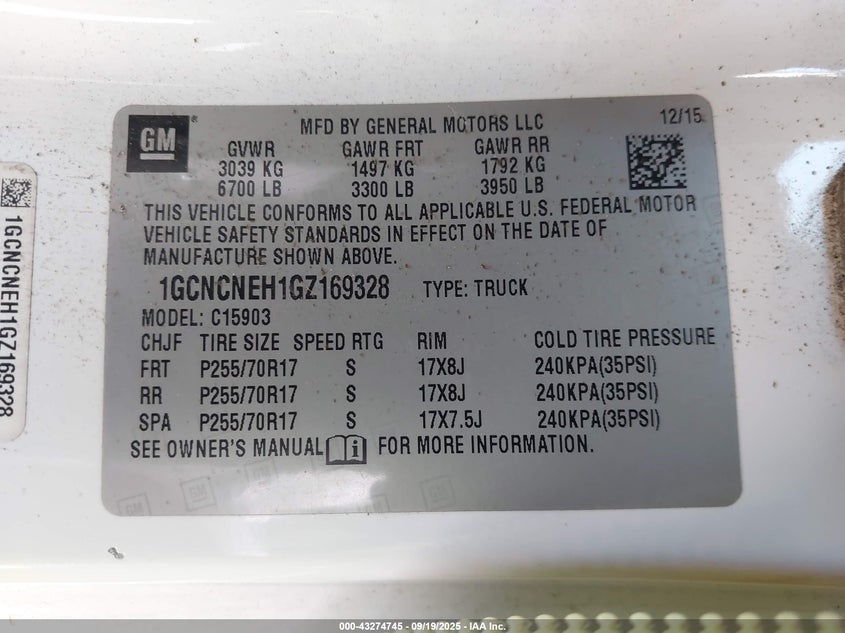 GM ®
MFD BY GENERAL MOTORS LLC 12/15
GVWR GAWR FRT GAWR RR
3039 KG 1497 KG 1792 KG
6700 LB 3300 LB 3950 LB
THIS VEHICLE CONFORMS TO ALL APPLICABLE U.S. FEDERAL MOTOR
VEHICLE SAFETY STANDARDS IN EFFECT ON THE DATE OF
MANUFACTURE SHOWN ABOVE.
1GCNCNEH1GZ169328 TYPE: TRUCK
MODEL: C15903
CHJF TIRE SIZE SPEED RTG RIM COLD TIRE PRESSURE
FRT P255/70R17 S 17X8J 240KPA(35PSI)
RR P255/70R17 S 17X8J 240KPA(35PSI)
SPA P255/70R17 S 17X7.5J 240KPA(35PSI)
SEE OWNER'S MANUAL i FOR MORE INFORMATION.
GM GM GM GM
1GCNCNEH1GZ169328
000-43274745 - 09/19/2025 - IAA Inc.